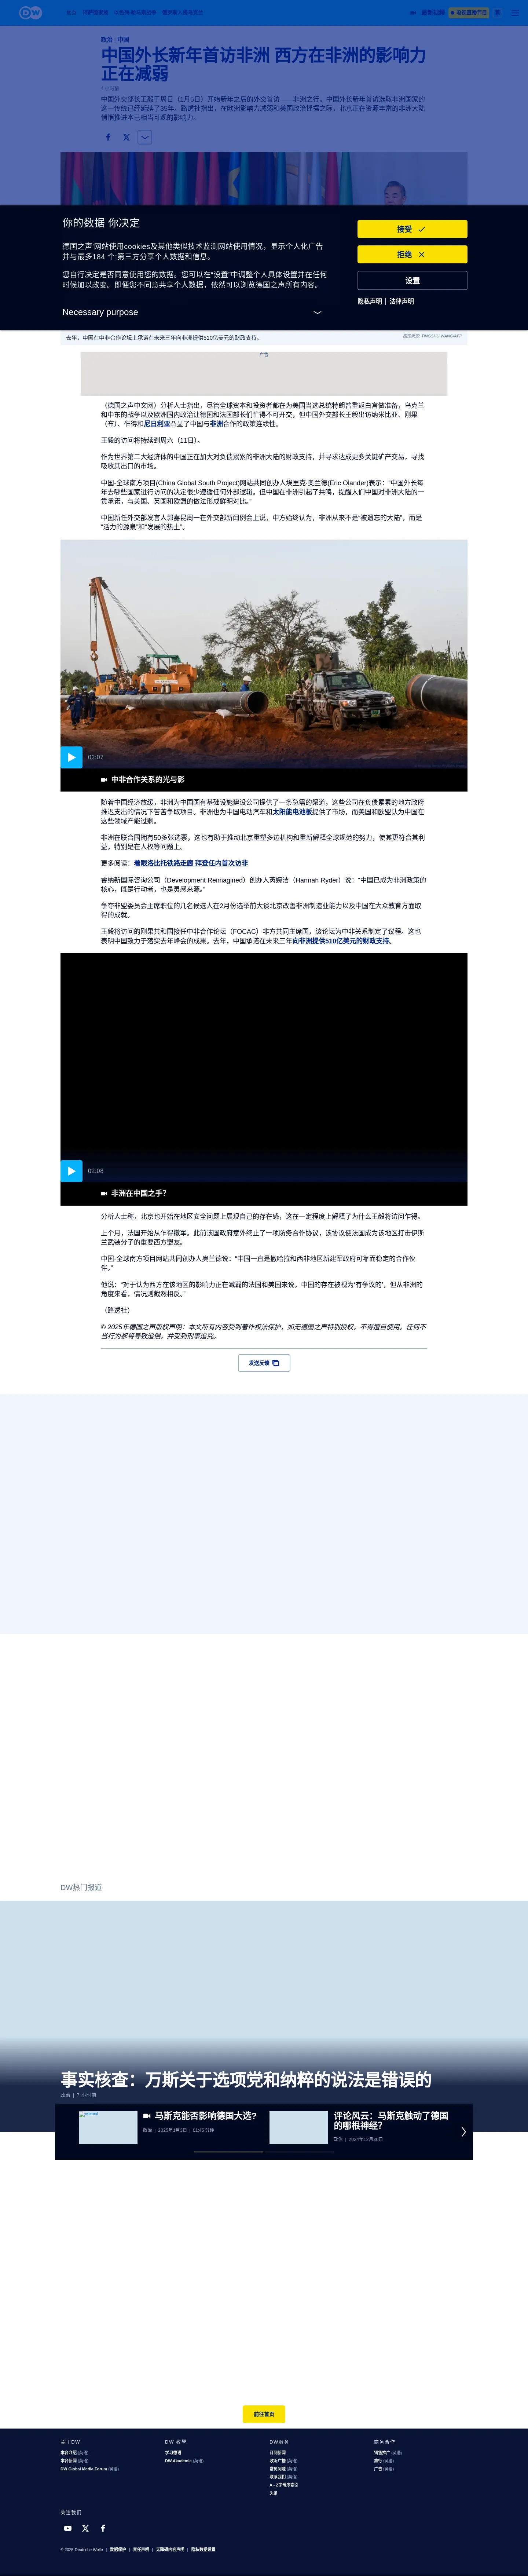 DW
政治 | 中国
中国外长新年首访非洲 西方在非洲的影响力
正在减弱
中国外交部长王毅于周日（1月5日）开始新年之后的外交首访——非洲之行。中国外长新年首访选取非洲国家的
这一传统已经延续了35年。路透社指出，在欧洲影响力减弱和美国政治摇摆之际，北京正在资源丰富的非洲大陆
悄悄推进本已相当可观的影响力。
你的数据 你决定
德国之声'网站使用cookies及其他类似技术监测网站使用情况，显示个人化广告
并与最多184 个;第三方分享个人数据和信息。
您自行决定是否同意使用您的数据。您可以在“设置”中调整个人具体设置并在任何
时候加以改变。即便您不同意共享个人数据，依然可以浏览德国之声所有内容。
Necessary purpose
接受
拒绝
设置
隐私声明 | 法律声明
去年，中国在中非合作论坛上承诺在未来三年向非洲提供510亿美元的财政支持。
广告
（德国之声中文网）分析人士指出，尽管全球资本和投资者都在为美国当选总统特朗普重返白宫做准备，乌克兰
和中东的战争以及欧洲国内政治让德国和法国部长们忙得不可开交，但中国外交部长王毅出访纳米比亚、刚果
（布）、乍得和尼日利亚凸显了中国与非洲合作的政策连续性。
王毅的访问将持续到周六（11日）。
作为世界第二大经济体的中国正在加大对负债累累的非洲大陆的财政支持，并寻求达成更多关键矿产交易，寻找
吸收其出口的市场。
中国-全球南方项目(China Global South Project)网站共同创办人埃里克·奥兰德(Eric Olander)表示：“中国外长每
年去哪些国家进行访问的决定很少遵循任何外部逻辑。但中国在非洲引起了共鸣，提醒人们中国对非洲大陆的一
贯承诺，与美国、英国和欧盟的做法形成鲜明对比。”
中国新任外交部发言人郭嘉昆周一在外交部新闻例会上说，中方始终认为，非洲从来不是“被遗忘的大陆”，而是
“活力的源泉”和“发展的热土”。
02:07
中非合作关系的光与影
随着中国经济放缓，非洲为中国国有基础设施建设公司提供了一条急需的渠道，这些公司在负债累累的地方政府
推迟支出的情况下苦苦争取项目。非洲也为中国电动汽车和太阳能电池板提供了市场，而美国和欧盟认为中国在
这些领域产能过剩。
非洲在联合国拥有50多张选票，这也有助于推动北京重塑多边机构和重新解释全球规范的努力，使其更符合其利
益，特别是在人权等问题上。
更多阅读：着眼洛比托铁路走廊 拜登任内首次访非
睿纳新国际咨询公司（Development Reimagined）创办人芮婉洁（Hannah Ryder）说：“中国已成为非洲政策的
核心，既是行动者，也是灵感来源。”
争夺非盟委员会主席职位的几名候选人在2月份选举前大谈北京改善非洲制造业能力以及中国在大众教育方面取
得的成就。
王毅将访问的刚果共和国接任中非合作论坛（FOCAC）非方共同主席国，该论坛为中非关系制定了议程。这也
表明中国致力于落实去年峰会的成果。去年，中国承诺在未来三年向非洲提供510亿美元的财政支持。
02:08
非洲在中国之手？
分析人士称，北京也开始在地区安全问题上展现自己的存在感，这在一定程度上解释了为什么王毅将访问乍得。
上个月，法国开始从乍得撤军。此前该国政府意外终止了一项防务合作协议，该协议使法国成为该地区打击伊斯
兰武装分子的重要西方盟友。
中国-全球南方项目网站共同创办人奥兰德说：“中国一直是撒哈拉和西非地区新建军政府可靠而稳定的合作伙
伴。”
他说：“对于认为西方在该地区的影响力正在减弱的法国和美国来说，中国的存在被视为‘有争议的’，但从非洲的
角度来看，情况则截然相反。”
（路透社）
© 2025年德国之声版权声明：本文所有内容受到著作权法保护，如无德国之声特别授权，不得擅自使用。任何不
当行为都将导致追偿，并受到刑事追究。
发送反馈
DW热门报道
事实核查：万斯关于选项党和纳粹的说法是错误的
政治 | 7 小时前
马斯克能否影响德国大选?
政治 | 2025年1月3日 | 01:45 分钟
评论风云：马斯克触动了德国
的哪根神经？
政治 | 2024年12月30日
前往首页
关于DW
本台介绍 (英语)
本台新闻 (英语)
DW Global Media Forum (英语)
DW 教学
学习德语
DW Akademie (英语)
DW服务
订阅新闻
收听广播 (英语)
常见问题 (英语)
联系我们 (英语)
A - Z字母序索引
头条
商务合作
销售推广 (英语)
旅行 (英语)
广告 (英语)
关注我们
© 2025 Deutsche Welle | 数据保护 | 责任声明 | 无障碍内容声明 | 隐私数据设置